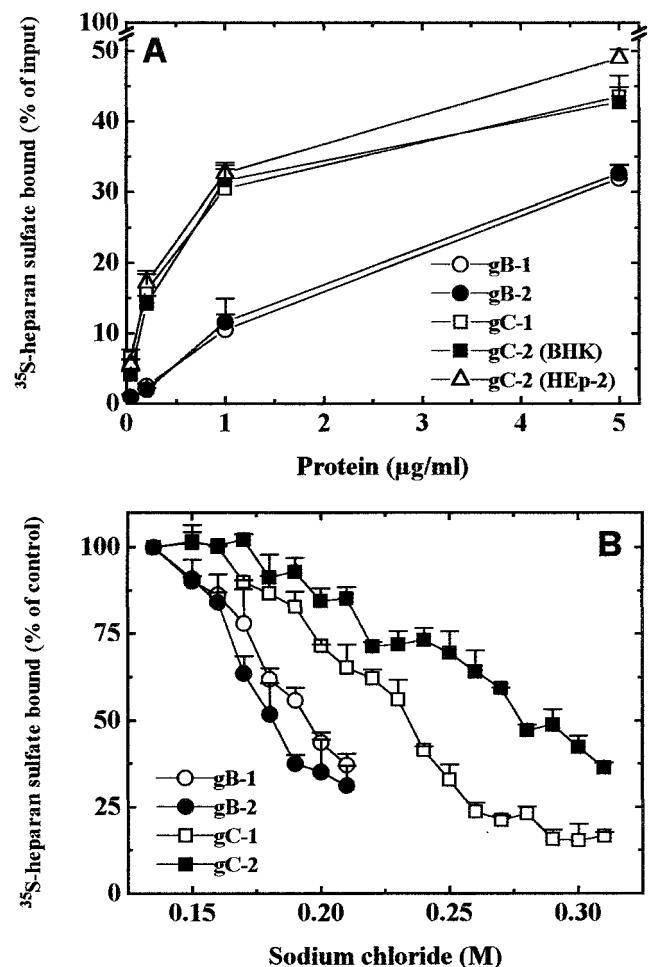 A
³⁵S-heparan sulfate bound (% of input)
100
50
40
30
20
10
0
gB-1
gB-2
gC-1
gC-2 (BHK)
gC-2 (HEp-2)
0
1
2
3
4
5
Protein (µg/ml)
B
³⁵S-heparan sulfate bound (% of control)
100
75
50
25
0
gB-1
gB-2
gC-1
gC-2
0.15
0.20
0.25
0.30
Sodium chloride (M)